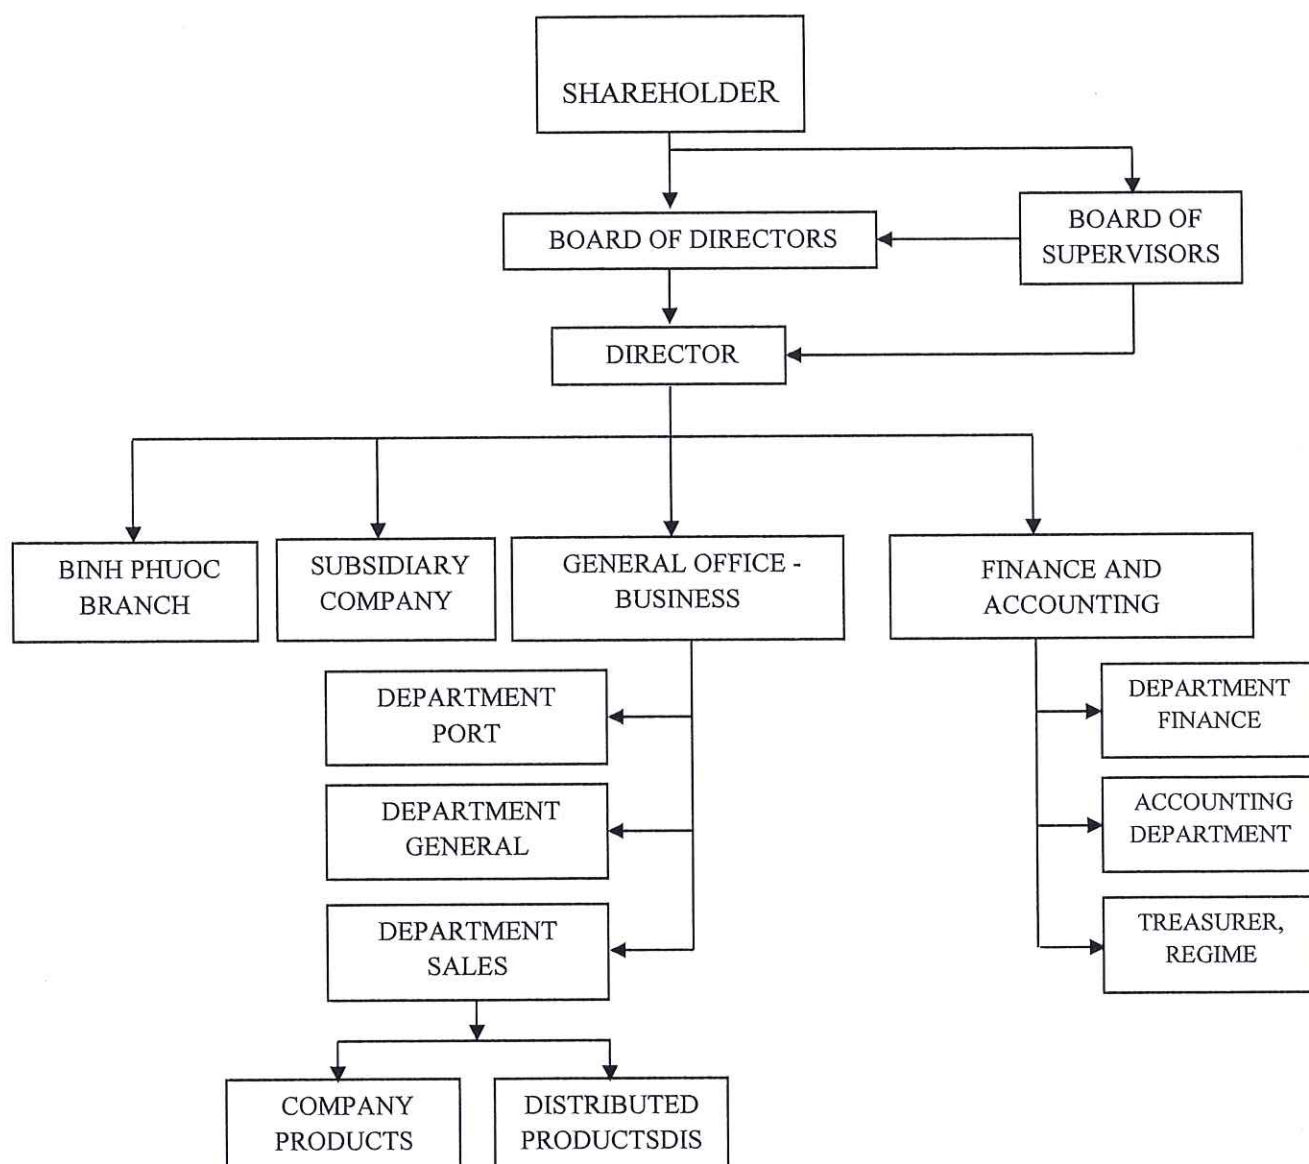 SHAREHOLDER
BOARD OF DIRECTORS
BOARD OF
SUPERVISORS
DIRECTOR
BINH PHUOC
BRANCH
SUBSIDIARY
COMPANY
GENERAL OFFICE -
BUSINESS
FINANCE AND
ACCOUNTING
DEPARTMENT
PORT
DEPARTMENT
GENERAL
DEPARTMENT
SALES
DEPARTMENT
FINANCE
ACCOUNTING
DEPARTMENT
TREASURER,
REGIME
COMPANY
PRODUCTS
DISTRIBUTED
PRODUCTSDIS